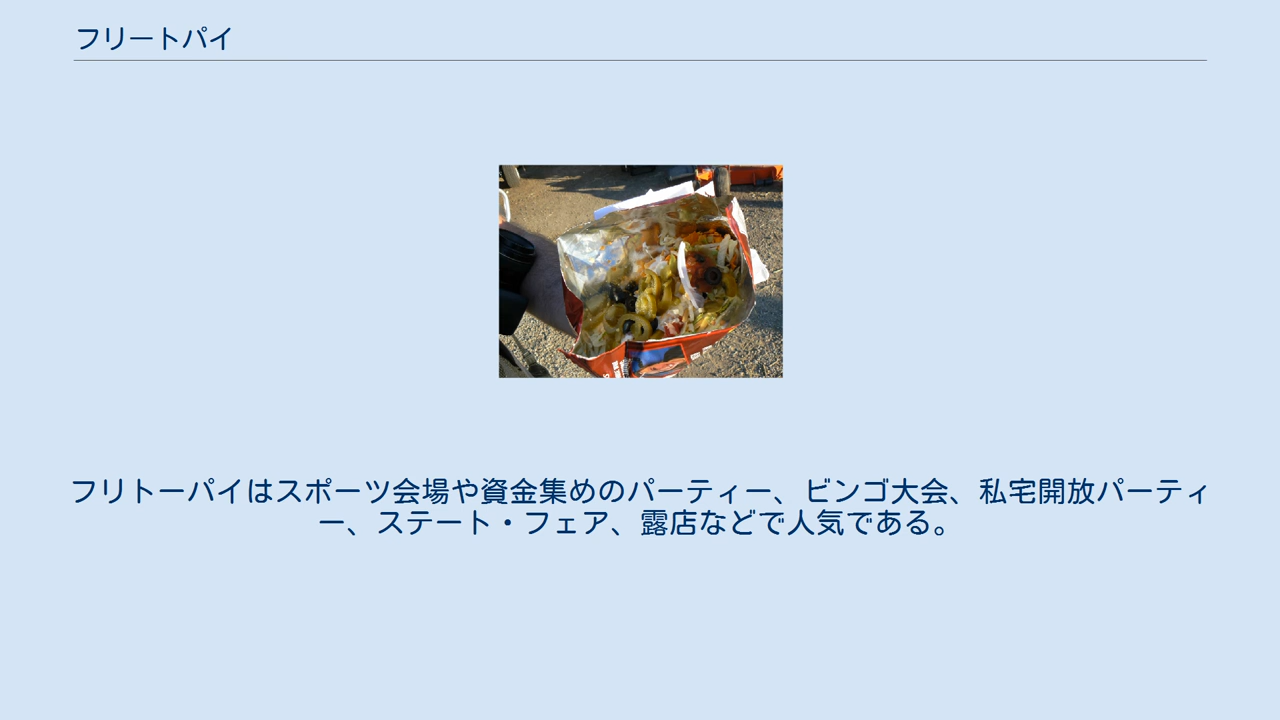 フリートパイ
フリトーパイはスポーツ会場や資金集めのパーティー、ビンゴ大会、私宅開放パーティ
ー、ステート・フェア、露店などで人気である。